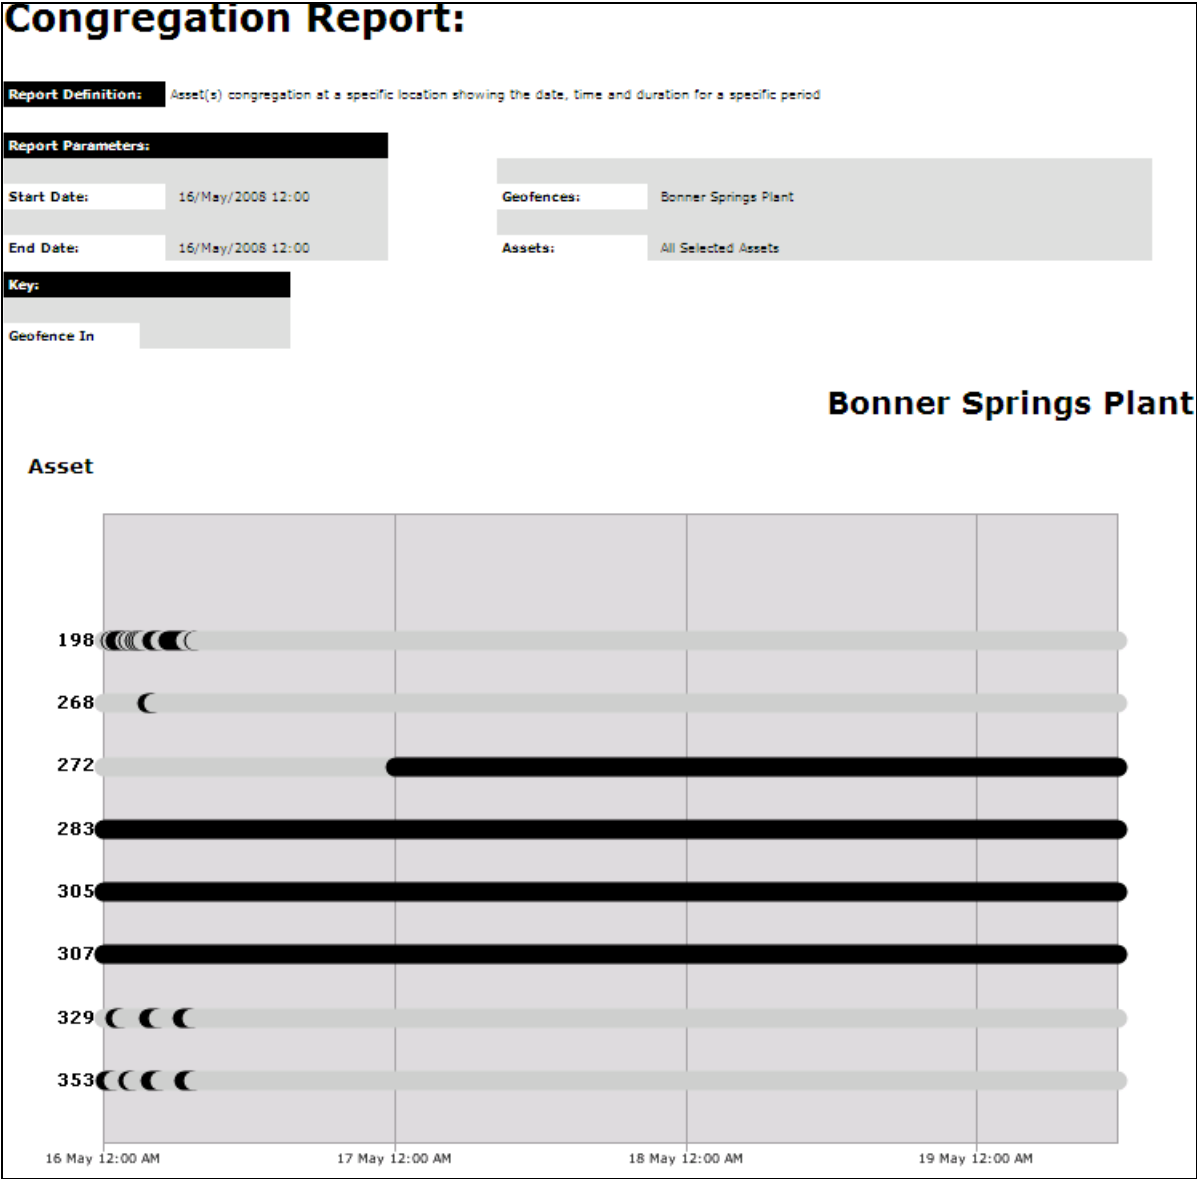 Congregation Report:
Report Definition: Asset(s) congregation at a specific location showing the date, time and duration for a specific period
Report Parameters:
Start Date: 16/May/2008 12:00 Geofences: Bonner Springs Plant
End Date: 16/May/2008 12:00 Assets: All Selected Assets
Key:
Geofence In
Bonner Springs Plant
Asset
198
268
272
283
305
307
329
353
16 May 12:00 AM 17 May 12:00 AM 18 May 12:00 AM 19 May 12:00 AM